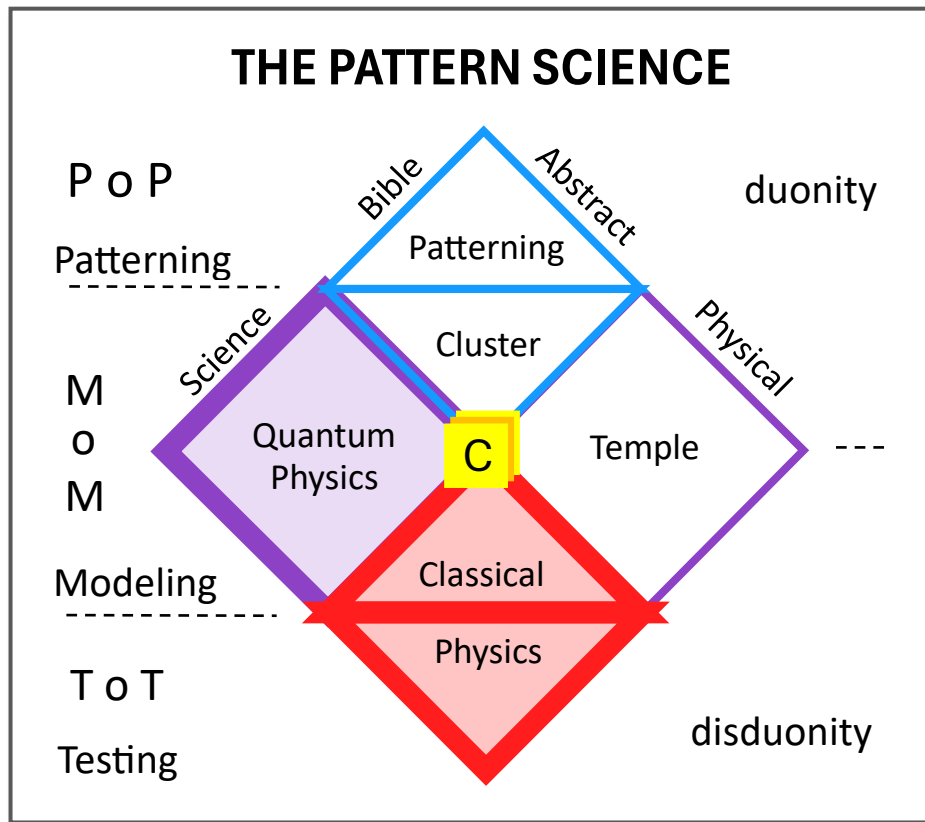 THE PATTERN SCIENCE
P o P
Bible
Abstract
duonity
Patterning
Patterning
Science
Cluster
Physical
M
o
M
Quantum
Physics
C
Temple
Modeling
Classical
Physics
T o T
Testing
disduonity